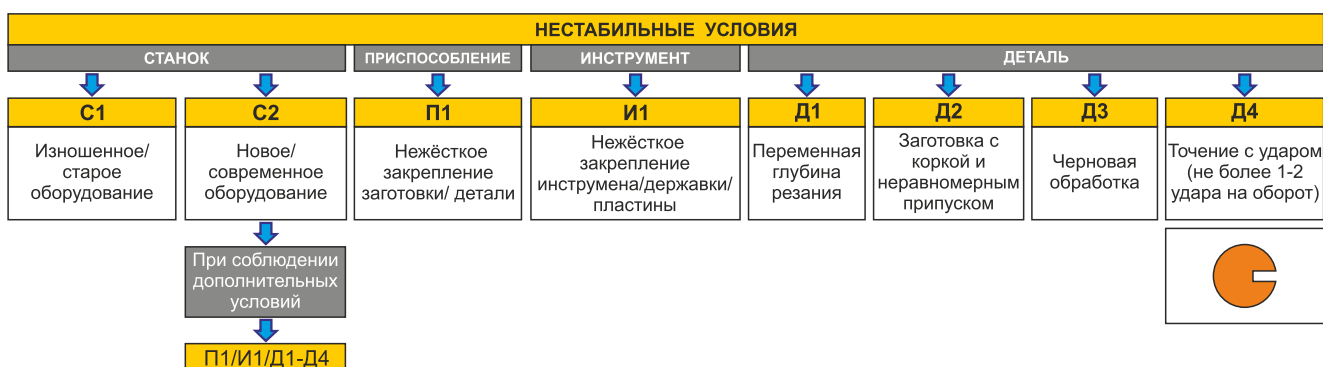 НЕСТАБИЛЬНЫЕ УСЛОВИЯ
СТАНОК
ПРИСПОСОБЛЕНИЕ
ИНСТРУМЕНТ
ДЕТАЛЬ
С1
Изношенное/
старое
оборудование
С2
Новое/
современное
оборудование
При соблюдении
дополнительных
условий
П1/И1/Д1-Д4
П1
Нежёсткое
закрепление
заготовки/ детали
И1
Нежёсткое
закрепление
инструмена/державки/
пластины
Д1
Переменная
глубина
резания
Д2
Заготовка с
коркой и
неравномерным
припуском
Д3
Черновая
обработка
Д4
Точение с ударом
(не более 1-2
удара на оборот)